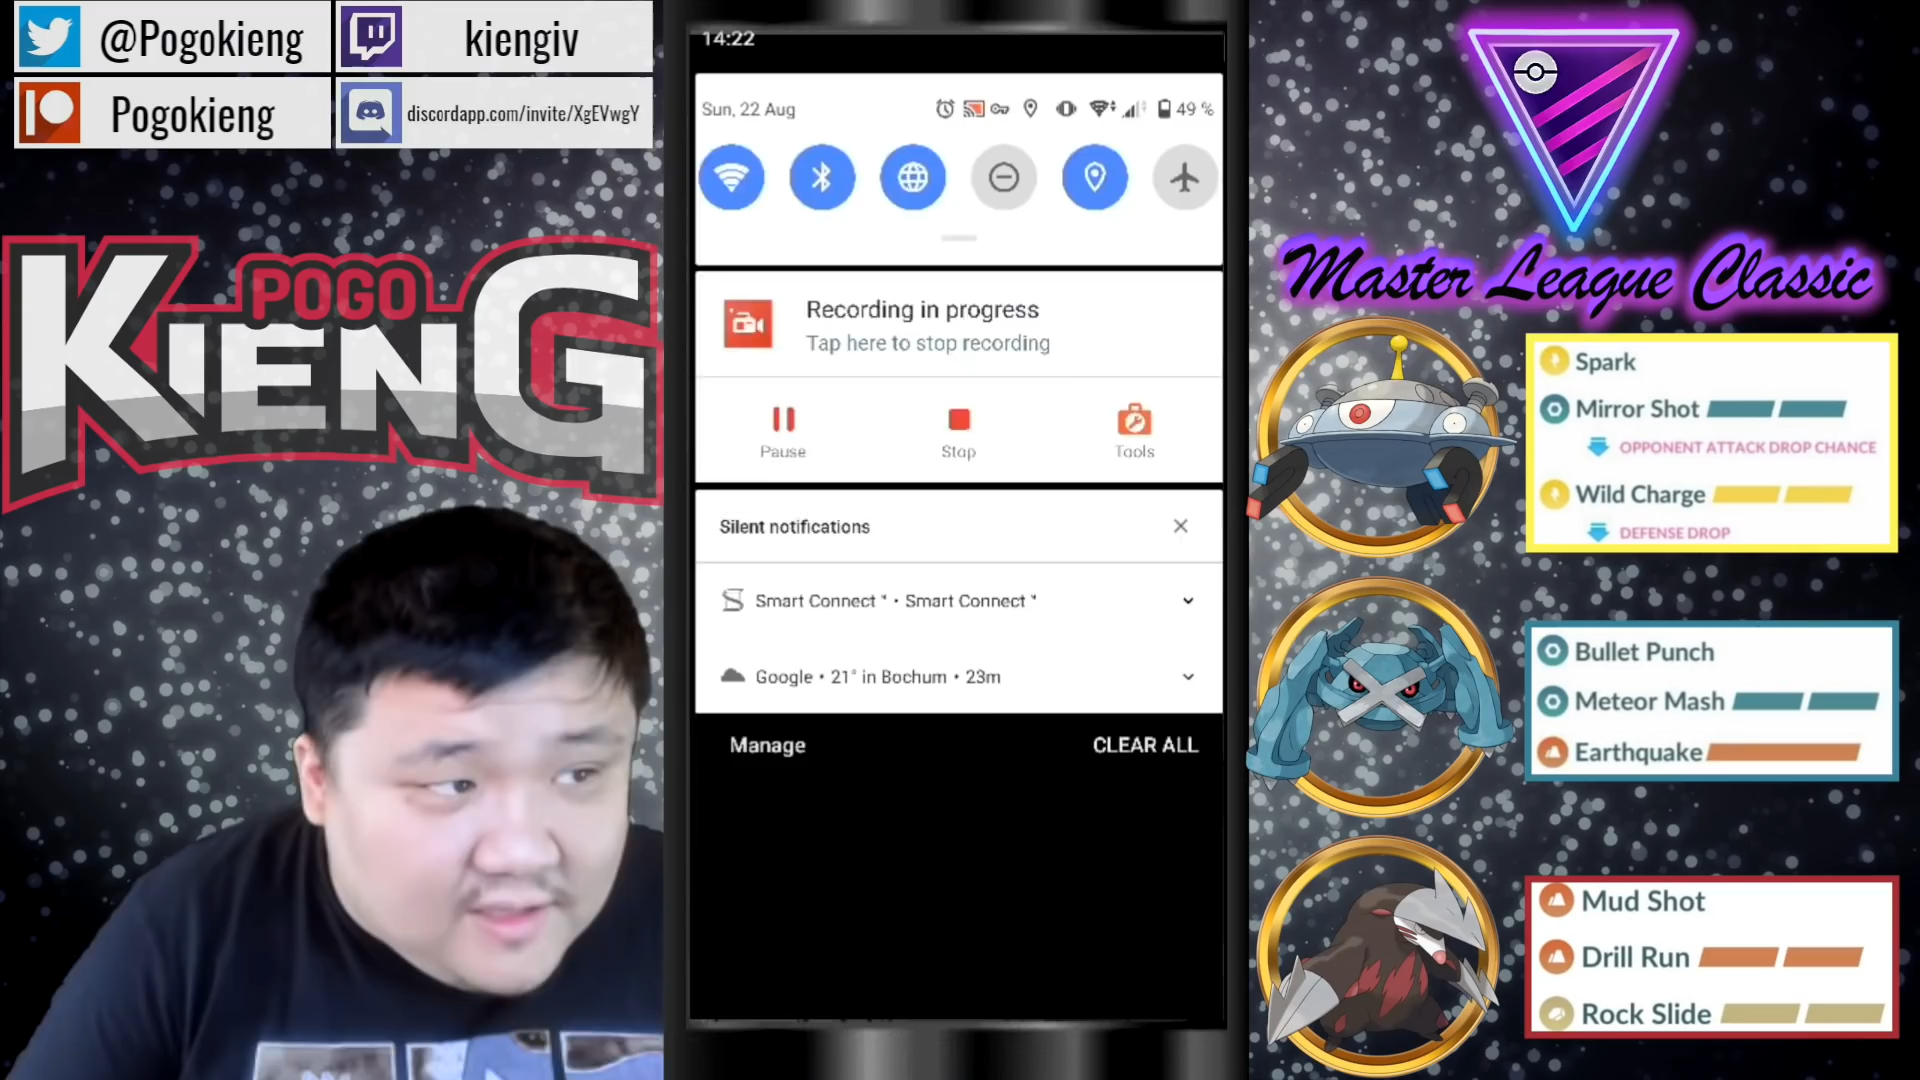 @Pogokieng
kiengiv
Pogokieng
discordapp.com/invite/XgEVwgY
POGO
KIENG
14:22
Sun, 22 Aug
49 %
Recording in progress
Tap here to stop recording
Pause
Stop
Tools
Silent notifications
Smart Connect • Smart Connect
Google • 21° in Bochum • 23m
Manage
CLEAR ALL
Master League Classic
Spark
Mirror Shot
OPPONENT ATTACK DROP CHANCE
Wild Charge
DEFENSE DROP
Bullet Punch
Meteor Mash
Earthquake
Mud Shot
Drill Run
Rock Slide